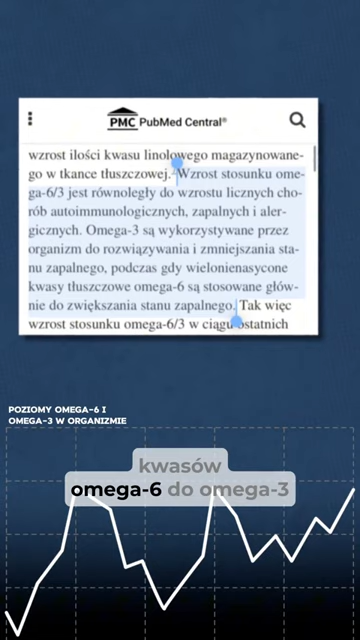 PMC PubMed Central®
wzrost ilości kwasu linolowego magazynowane-
go w tkance tłuszczowej. Wzrost stosunku ome-
ga-6/3 jest równoległy do wzrostu licznych cho-
rób autoimmunologicznych, zapalnych i aler-
gicznych. Omega-3 są wykorzystywane przez
organizm do rozwiązywania i zmniejszania sta-
nu zapalnego, podczas gdy wielonienasycone
kwasy tłuszczowe omega-6 są stosowane głów-
nie do zwiększania stanu zapalnego. Tak więc
wzrost stosunku omega-6/3 w ciągu ostatnich
POZIOMY OMEGA-6 I
OMEGA-3 W ORGANIZMIE
kwasów
omega-6 do omega-3